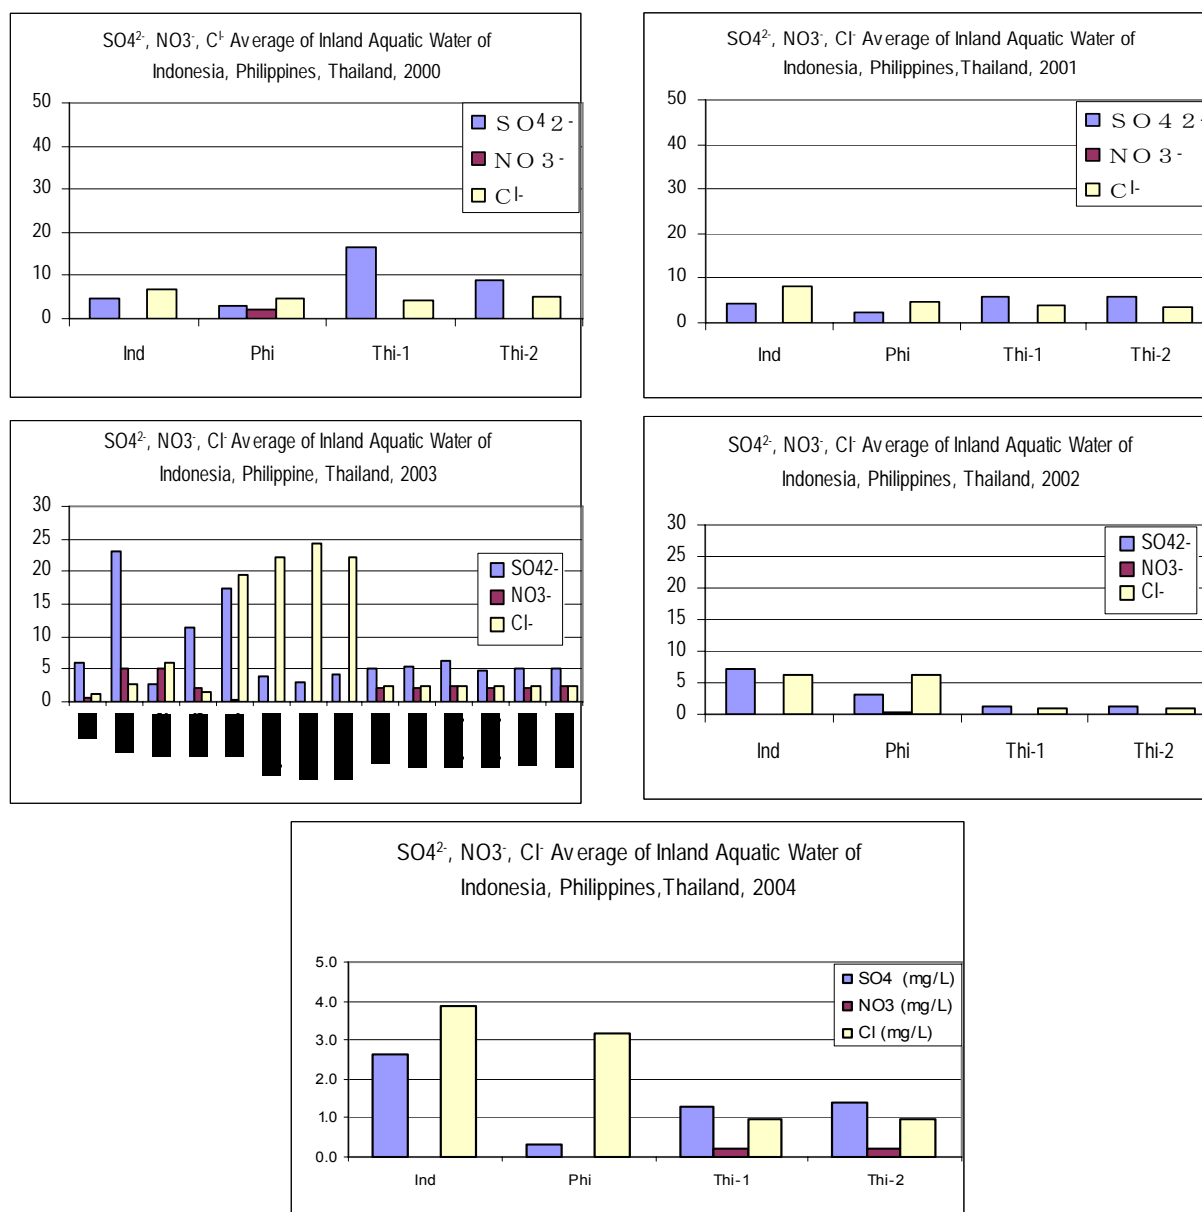 SO4²⁻, NO3⁻, Cl⁻ Average of Inland Aquatic Water of
Indonesia, Philippines, Thailand, 2000
50
40
30
20
10
0
SO⁴2-
NO3-
Cl-
Ind Phi Thi-1 Thi-2
SO4²⁻, NO3⁻, Cl⁻ Average of Inland Aquatic Water of
Indonesia, Philippines,Thailand, 2001
50
40
30
20
10
0
SO42-
NO3-
Cl-
Ind Phi Thi-1 Thi-2
SO4²⁻, NO3⁻, Cl⁻ Average of Inland Aquatic Water of
Indonesia, Philippine, Thailand, 2003
30
25
20
15
10
5
0
SO42-
NO3-
Cl-
SO4²⁻, NO3⁻, Cl⁻ Average of Inland Aquatic Water of
Indonesia, Philippines, Thailand, 2002
30
25
20
15
10
5
0
SO42-
NO3-
Cl-
Ind Phi Thi-1 Thi-2
SO4²⁻, NO3⁻, Cl⁻ Average of Inland Aquatic Water of
Indonesia, Philippines,Thailand, 2004
5.0
4.0
3.0
2.0
1.0
0.0
SO4 (mg/L)
NO3 (mg/L)
Cl (mg/L)
Ind Phi Thi-1 Thi-2